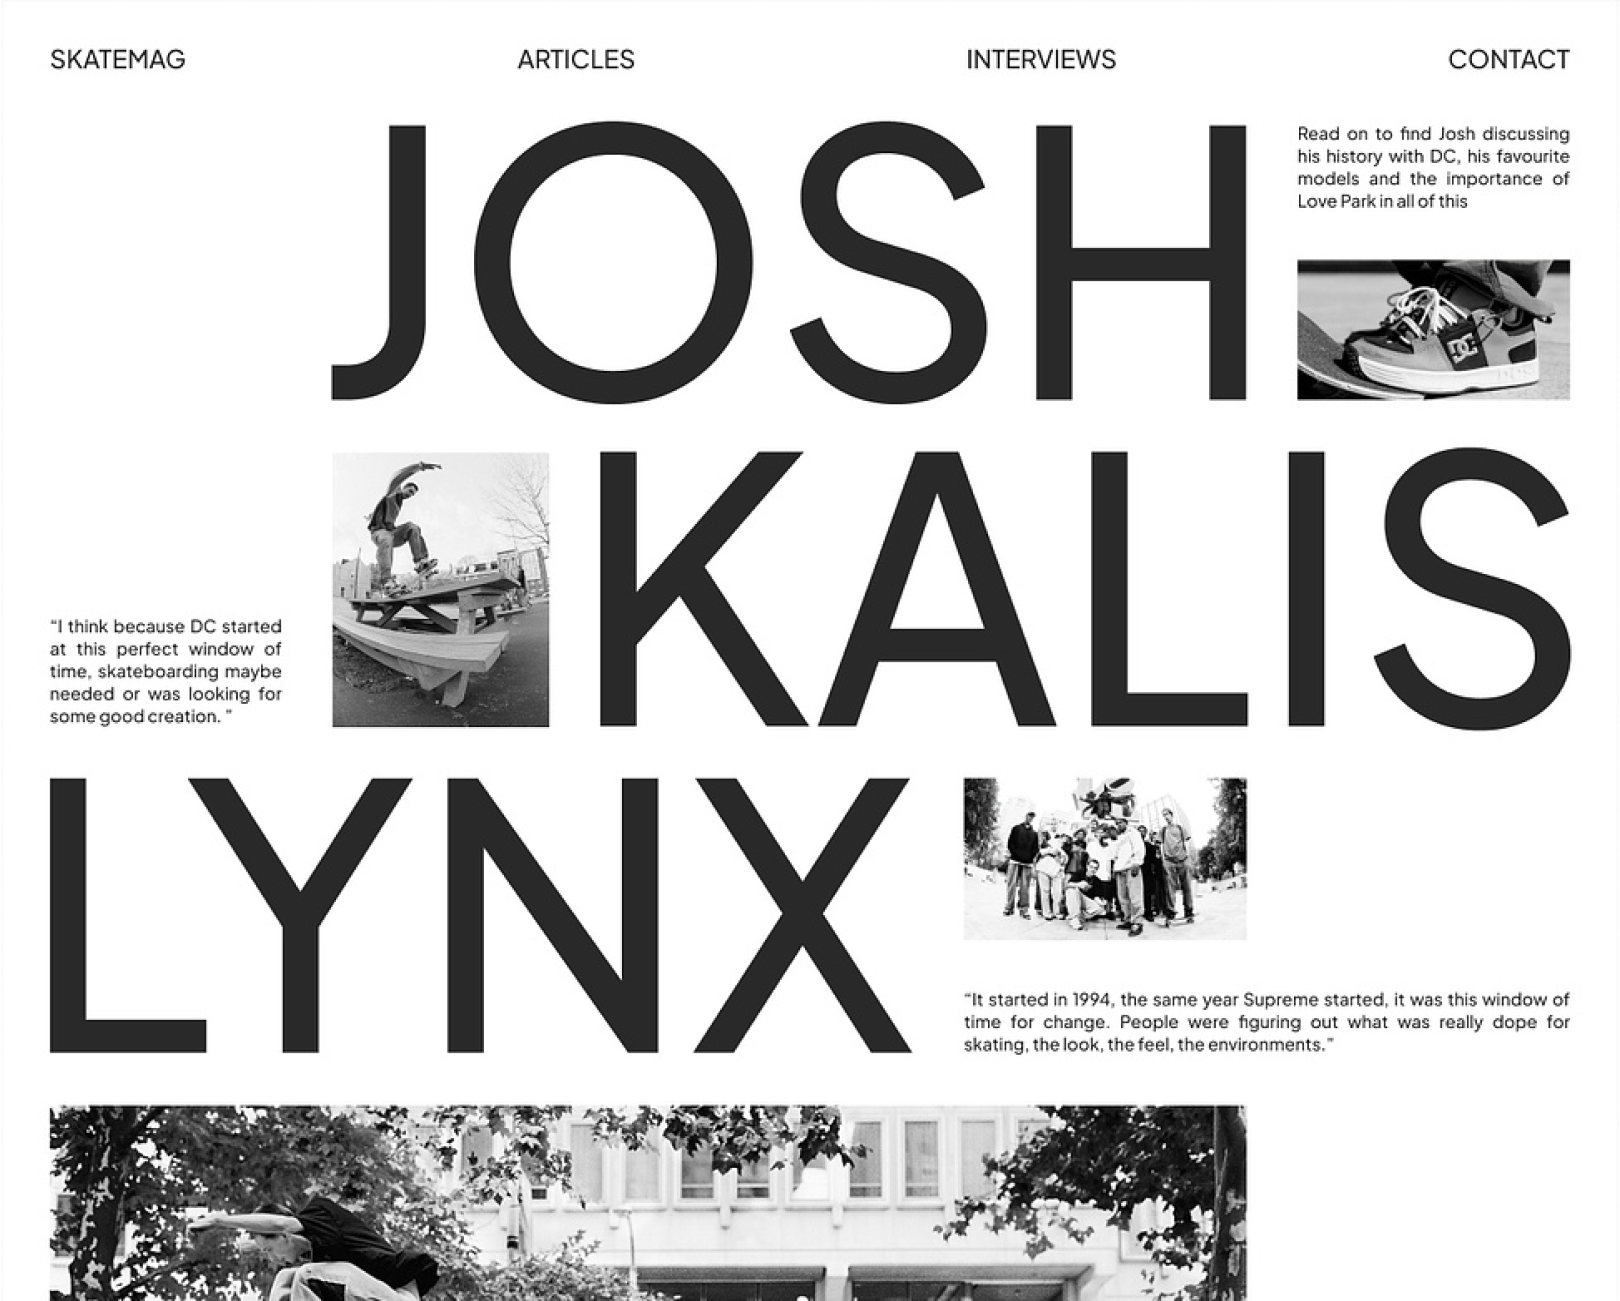 SKATEMAG
ARTICLES
INTERVIEWS
CONTACT
JOSH
Read on to find Josh discussing
his history with DC, his favourite
models and the importance of
Love Park in all of this
DC
KALIS
“I think because DC started
at this perfect window of
time, skateboarding maybe
needed or was looking for
some good creation. ”
LYNX
“It started in 1994, the same year Supreme started, it was this window of
time for change. People were figuring out what was really dope for
skating, the look, the feel, the environments.”